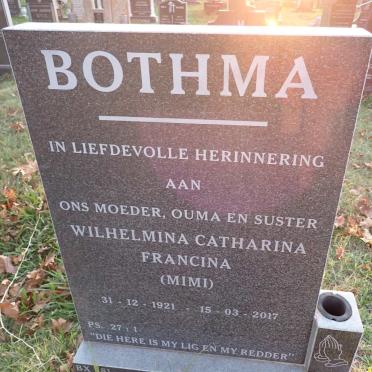 BOTHMA
IN LIEFDEVOLLE HERINNERING
AAN
ONS MOEDER, OUMA EN SUSTER
WILHELMINA CATHARINA
FRANCINA
(MIMI)
31 - 12 - 1921 - 15 - 03 - 2017
PS. 27 : 1
"DIE HERE IS MY LIG EN MY REDDER"